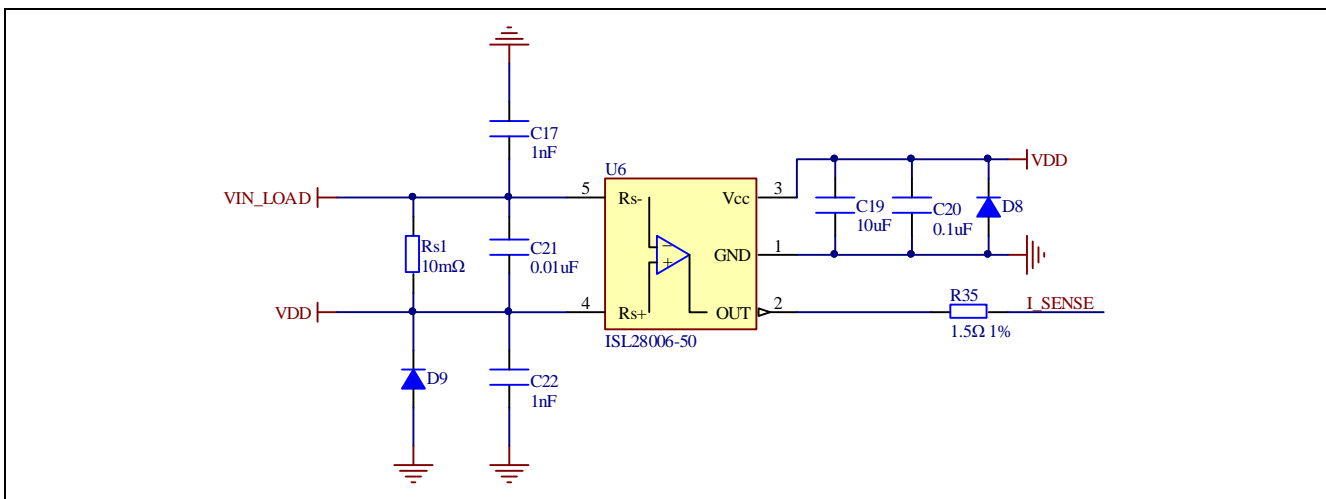 C17
1nF
VIN_LOAD
Rs1
10mΩ
C21
0.01uF
VDD
D9
C22
1nF
U6
5
Rs-
4
Rs+
Vcc
3
GND
1
OUT
2
ISL28006-50
VDD
C19
10uF
C20
0.1uF
D8
R35
1.5Ω 1%
I_SENSE